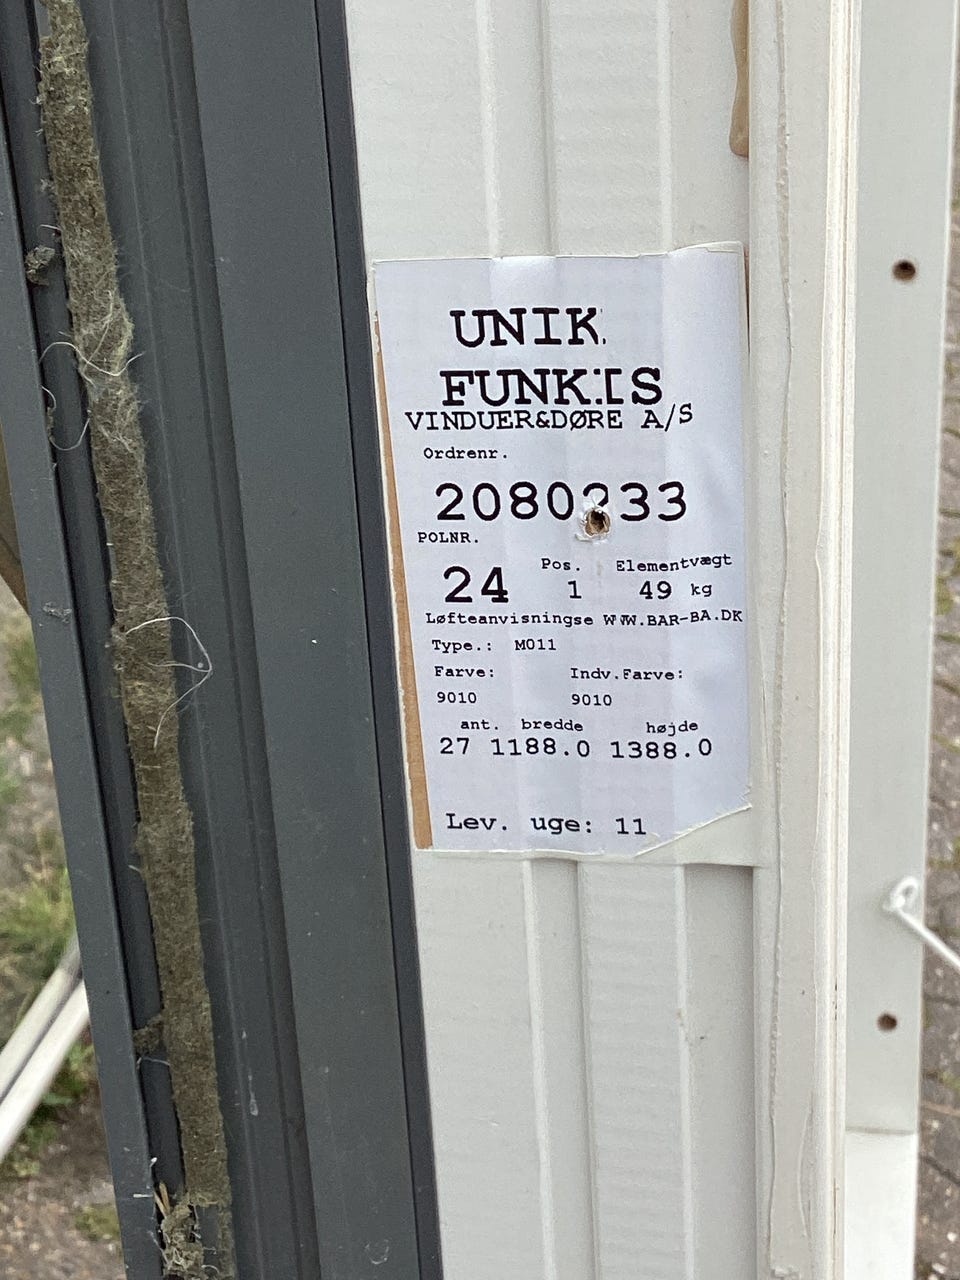 UNIK
FUNKIS
VINDUER&DØRE A/S
Ordrenr.
POLNR.
24
Pos.
1
Elementvægt
49 kg
Løfteanvisningse WWW.BAR-BA.DK
Type.: MO11
Farve: Indv.Farve:
9010 9010
ant. bredde højde
27 1188.0 1388.0
Lev. uge: 11